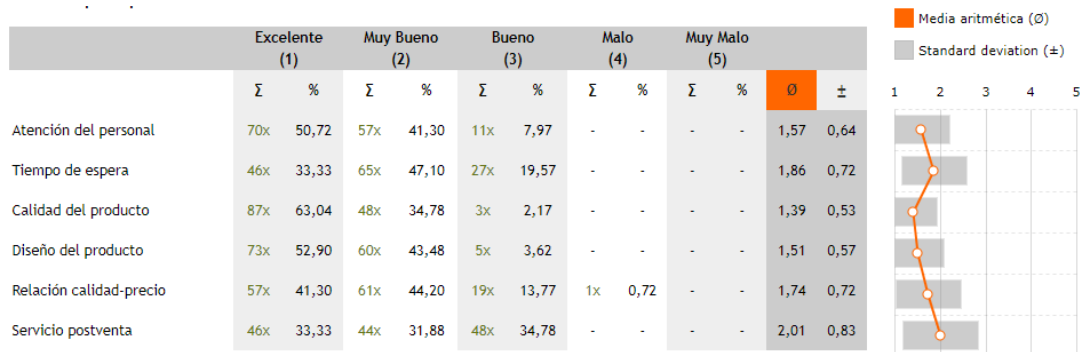 Media aritmética (Ø)
Standard deviation (±)
Excelente (1) Muy Bueno (2) Bueno (3) Malo (4) Muy Malo (5)
Σ % Σ % Σ % Σ % Σ % Ø ± 1 2 3 4 5
Atención del personal 70x 50,72 57x 41,30 11x 7,97 - - - - 1,57 0,64
Tiempo de espera 46x 33,33 65x 47,10 27x 19,57 - - - - 1,86 0,72
Calidad del producto 87x 63,04 48x 34,78 3x 2,17 - - - - 1,39 0,53
Diseño del producto 73x 52,90 60x 43,48 5x 3,62 - - - - 1,51 0,57
Relación calidad-precio 57x 41,30 61x 44,20 19x 13,77 1x 0,72 - - 1,74 0,72
Servicio postventa 46x 33,33 44x 31,88 48x 34,78 - - - - 2,01 0,83